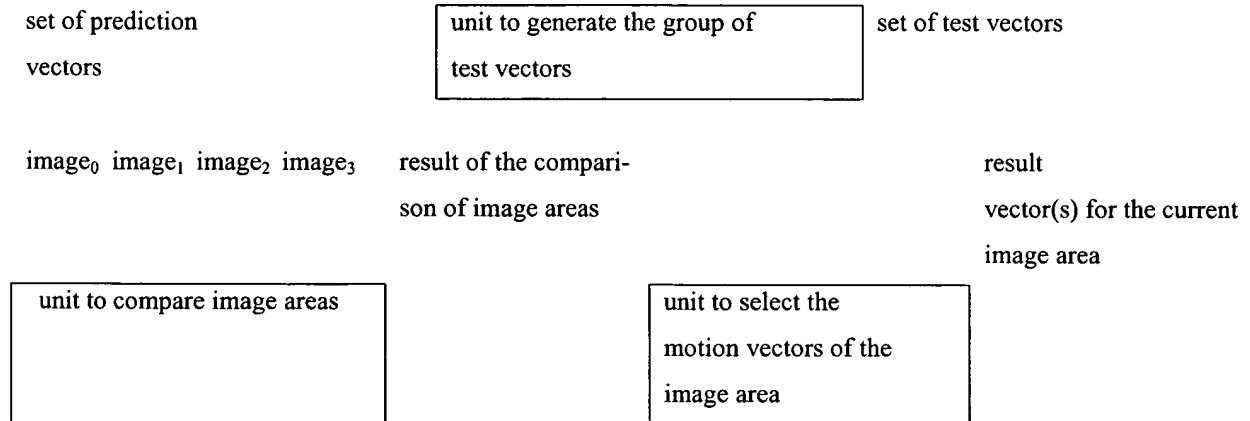 set of prediction
vectors
unit to generate the group of
test vectors
set of test vectors
image₀ image₁ image₂ image₃
result of the compari-
son of image areas
result
vector(s) for the current
image area
unit to compare image areas
unit to select the
motion vectors of the
image area